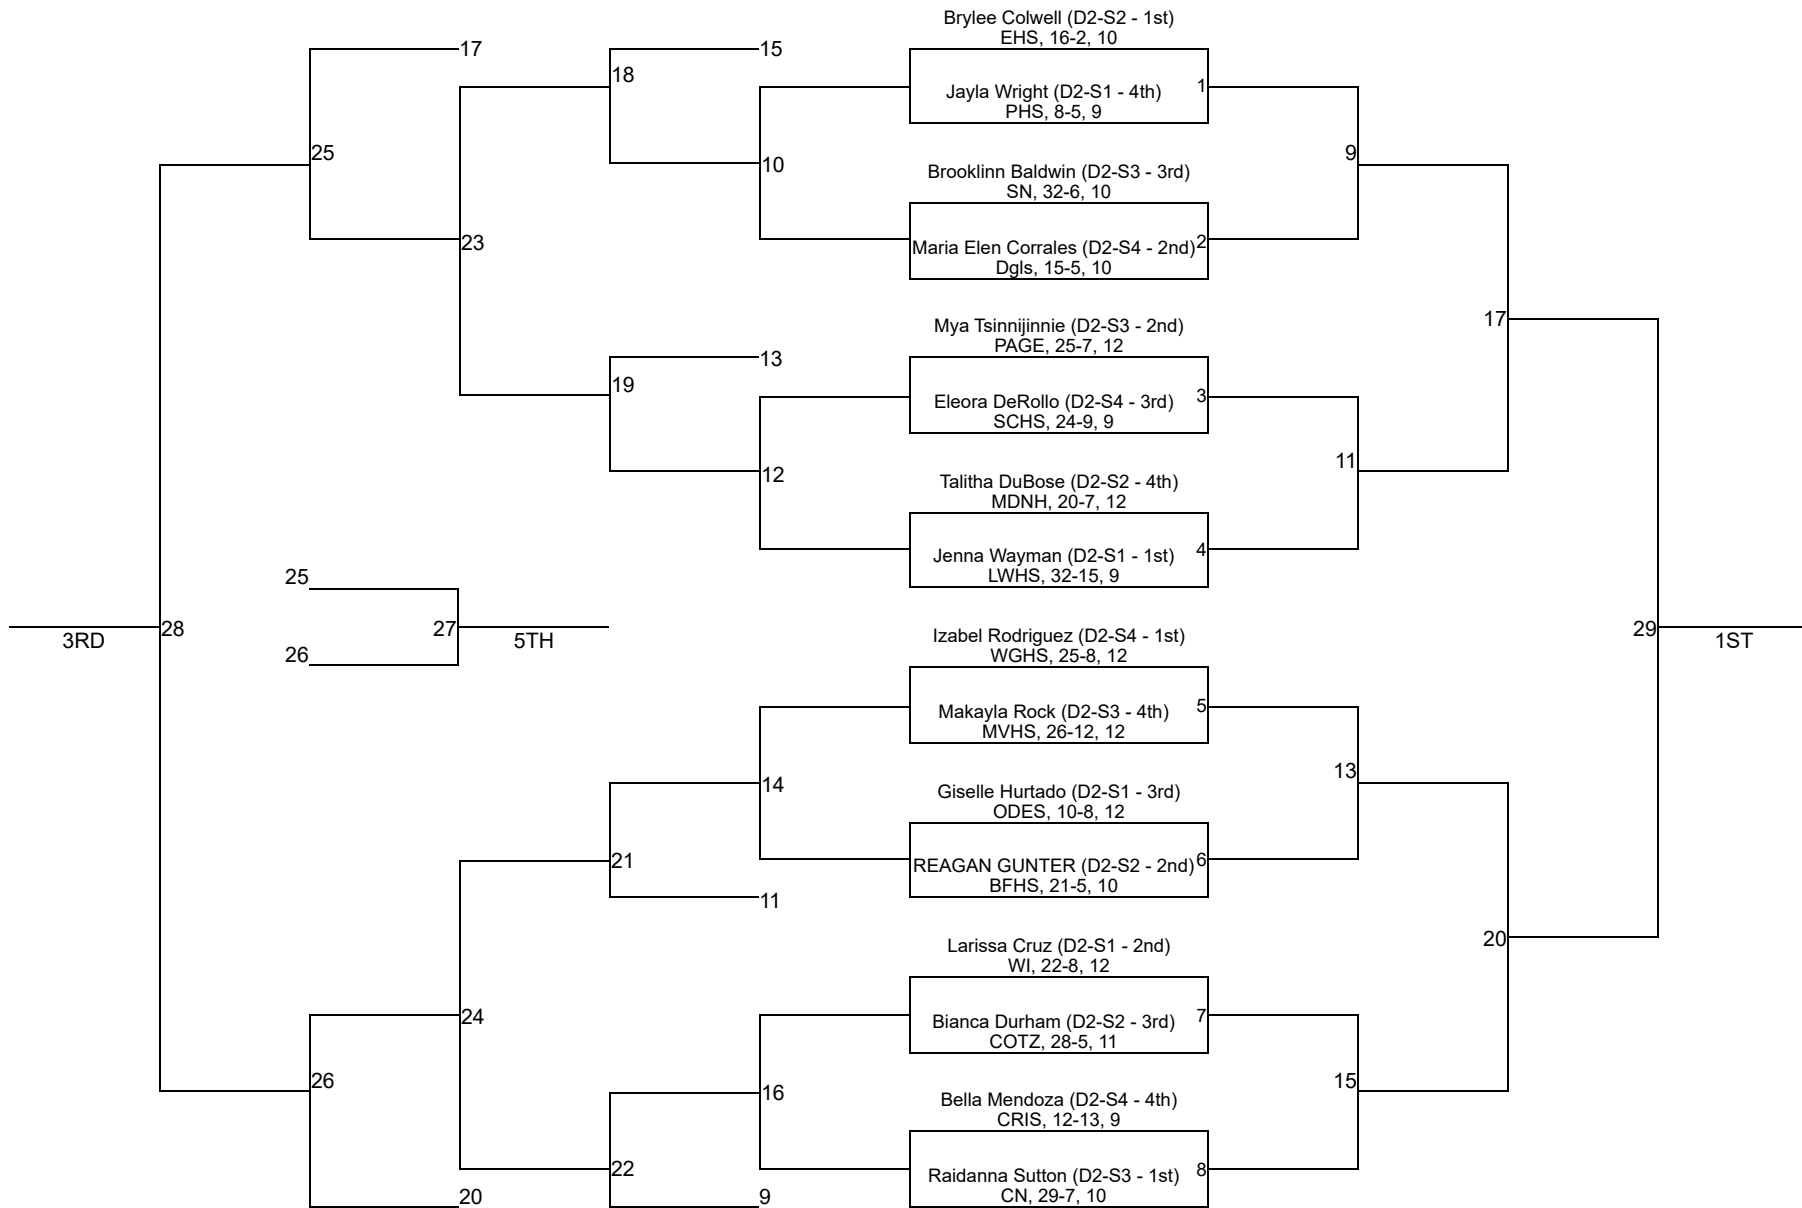 Brylee Colwell (D2-S2 - 1st)
EHS, 16-2, 10
17
15
18
Jayla Wright (D2-S1 - 4th)
PHS, 8-5, 9
1
25
10
9
Brooklinn Baldwin (D2-S3 - 3rd)
SN, 32-6, 10
23
Maria Elen Corrales (D2-S4 - 2nd)
Dgls, 15-5, 10
2
Mya Tsinnijinnie (D2-S3 - 2nd)
PAGE, 25-7, 12
17
13
19
Eleora DeRollo (D2-S4 - 3rd)
SCHS, 24-9, 9
3
12
11
Talitha DuBose (D2-S2 - 4th)
MDNH, 20-7, 12
Jenna Wayman (D2-S1 - 1st)
LWHS, 32-15, 9
4
25
3RD
28
27
5TH
26
Izabel Rodriguez (D2-S4 - 1st)
WGHS, 25-8, 12
29
1ST
Makayla Rock (D2-S3 - 4th)
MVHS, 26-12, 12
5
14
13
Giselle Hurtado (D2-S1 - 3rd)
ODES, 10-8, 12
21
REAGAN GUNTER (D2-S2 - 2nd)
BFHS, 21-5, 10
6
11
Larissa Cruz (D2-S1 - 2nd)
WI, 22-8, 12
20
24
Bianca Durham (D2-S2 - 3rd)
COTZ, 28-5, 11
7
26
16
15
Bella Mendoza (D2-S4 - 4th)
CRIS, 12-13, 9
22
Raidanna Sutton (D2-S3 - 1st)
CN, 29-7, 10
8
20
9